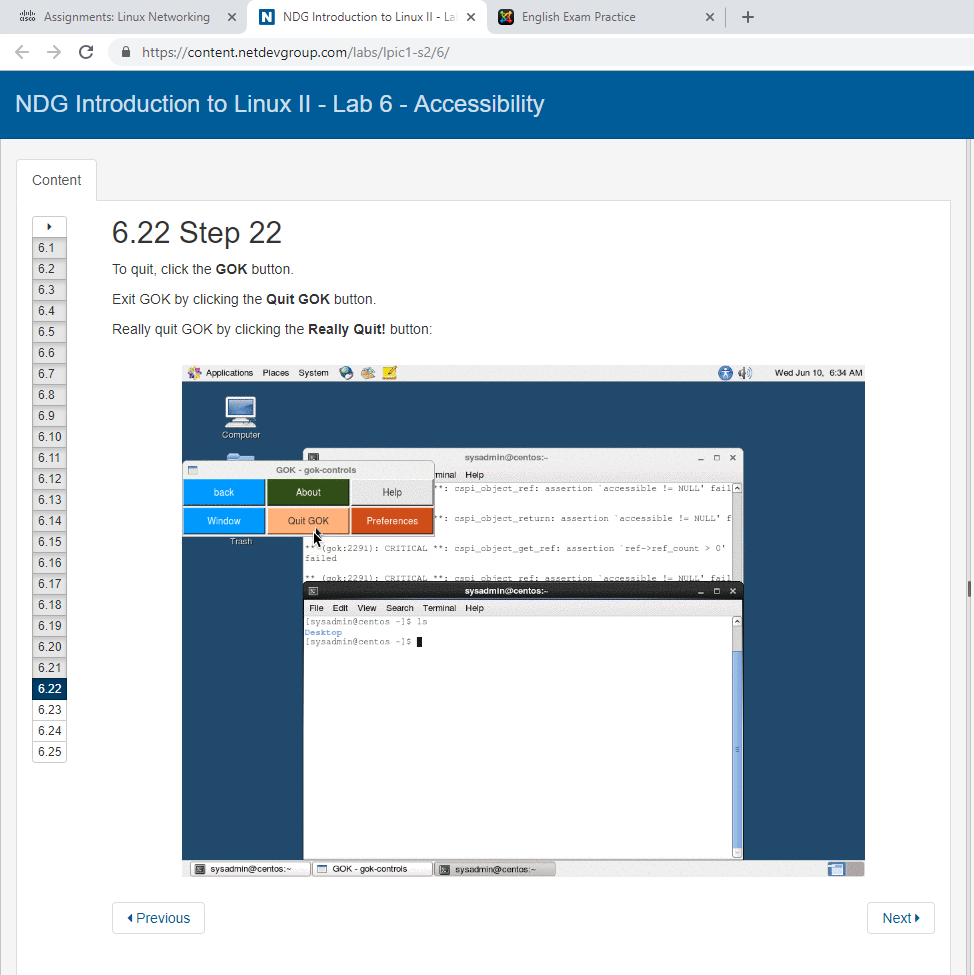 Assignments: Linux Networking
NDG Introduction to Linux II - La
English Exam Practice
https://content.netdevgroup.com/labs/lpic1-s2/6/
NDG Introduction to Linux II - Lab 6 - Accessibility
Content
6.1
6.2
6.3
6.4
6.5
6.6
6.7
6.8
6.9
6.10
6.11
6.12
6.13
6.14
6.15
6.16
6.17
6.18
6.19
6.20
6.21
6.22
6.23
6.24
6.25
6.22 Step 22
To quit, click the GOK button.
Exit GOK by clicking the Quit GOK button.
Really quit GOK by clicking the Really Quit! button:
Applications Places System
Wed Jun 10, 6:34 AM
Computer
sysadmin@centos:~
GOK - gok-controls
minal Help
back About Help
Window Quit GOK Preferences
Trash
**: cspi_object_ref: assertion `accessible != NULL' fail
**: cspi_object_return: assertion `accessible != NULL' f
** (gok:2291): CRITICAL **: cspi_object_get_ref: assertion `ref->ref_count > 0'
failed
** (gok:2291): CRITICAL **: cspi_object_ref: assertion `accessible != NULL' fail
sysadmin@centos:~
File Edit View Search Terminal Help
[sysadmin@centos ~]$ ls
Desktop
[sysadmin@centos ~]$
sysadmin@centos:~
GOK - gok-controls
sysadmin@centos:~
Previous
Next